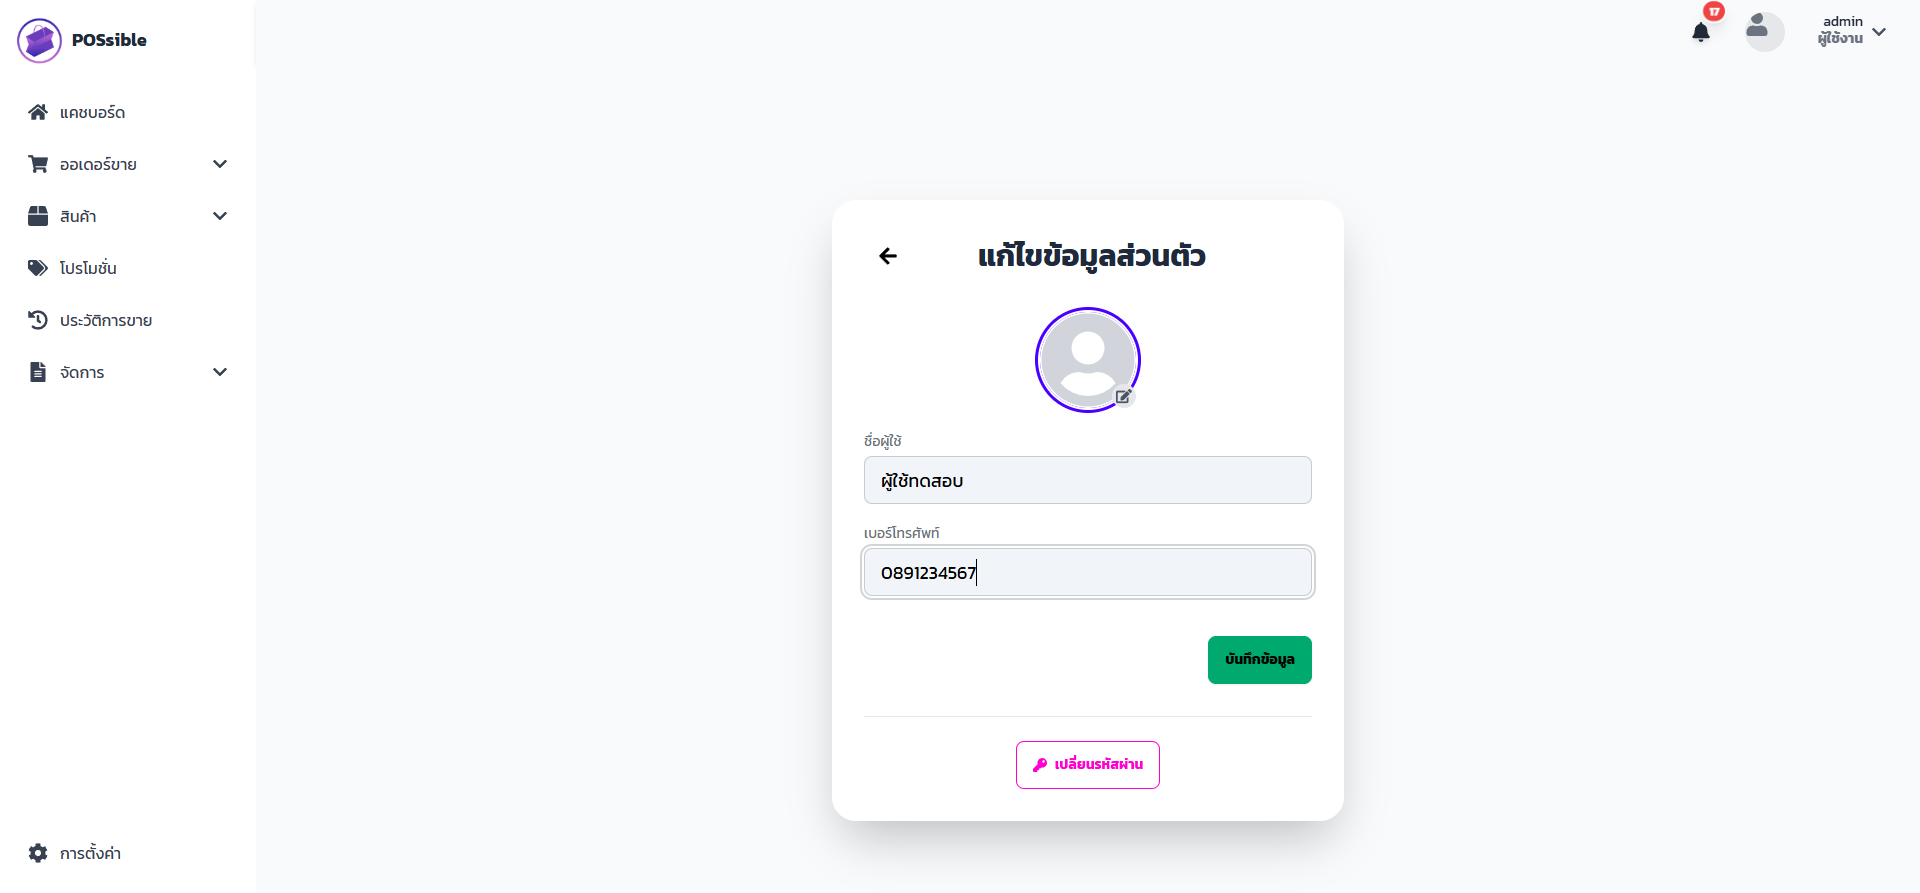 POSsible
แคชบอร์ด
ออเดอร์ขาย
สินค้า
โปรโมชั่น
ประวัติการขาย
จัดการ
การตั้งค่า
17
admin
ผู้ใช้งาน
แก้ไขข้อมูลส่วนตัว
ชื่อผู้ใช้
ผู้ใช้ทดสอบ
เบอร์โทรศัพท์
0891234567
บันทึกข้อมูล
เปลี่ยนรหัสผ่าน